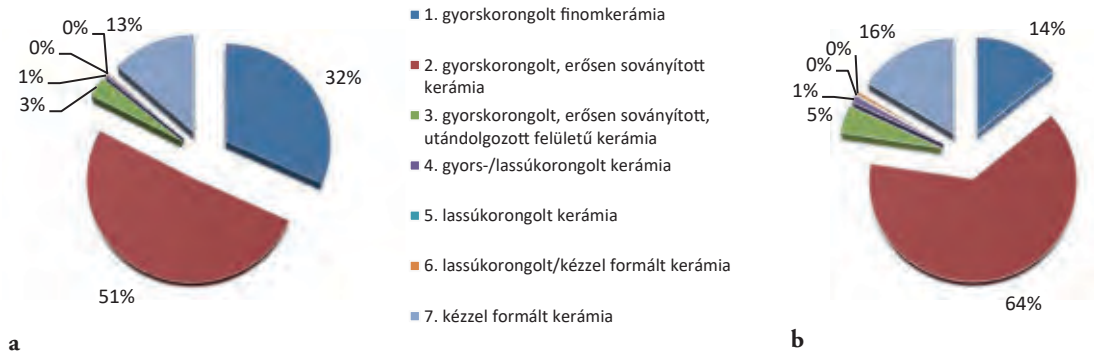 0%
13%
0%
1%
3%
32%
51%
a
1. gyorskorongolt finomkerámia
2. gyorskorongolt, erősen soványított
kerámia
3. gyorskorongolt, erősen soványított,
utándolgozott felületű kerámia
4. gyors-/lassúkorongolt kerámia
5. lassúkorongolt kerámia
6. lassúkorongolt/kézzel formált kerámia
7. kézzel formált kerámia
16%
0%
0%
1%
5%
14%
64%
b